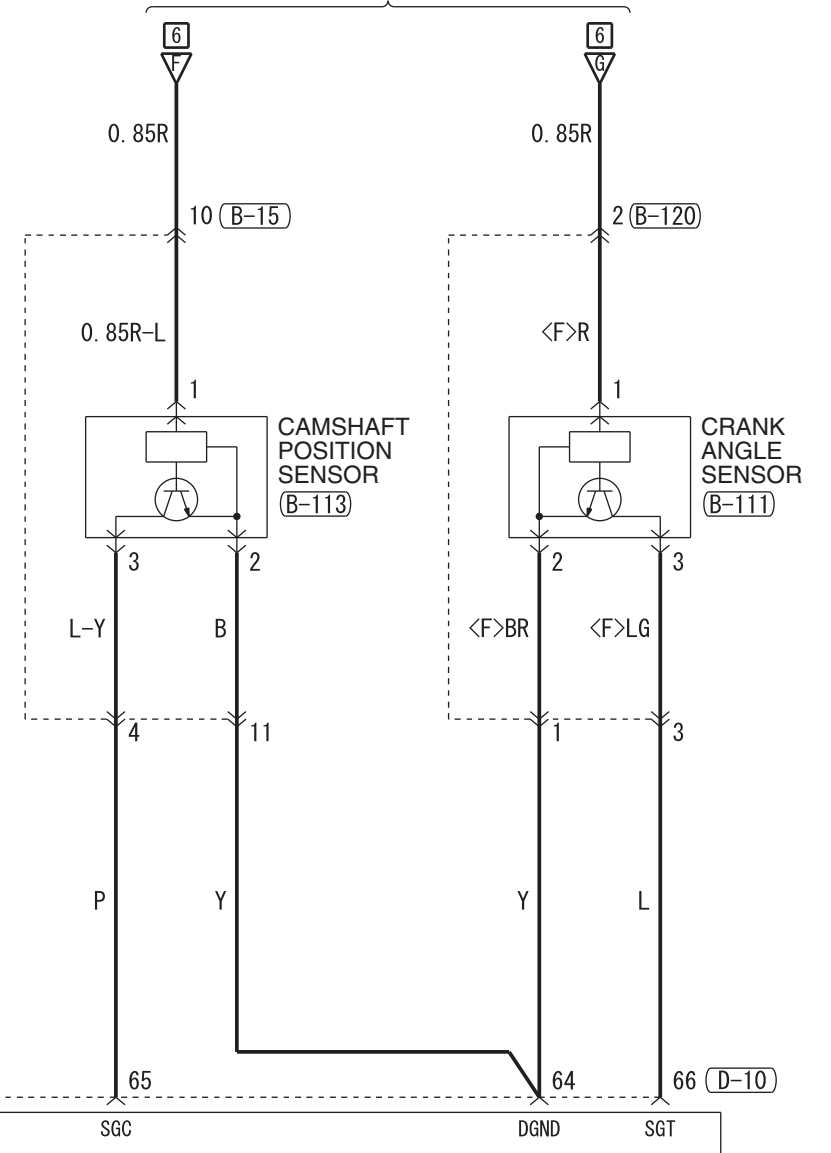 6 6
F G
0.85R 0.85R
10 B-15 2 B-120
0.85R-L <F>R
1 1
CAMSHAFT
POSITION
SENSOR
B-113
CRANK
ANGLE
SENSOR
B-111
3 2 2 3
L-Y B <F>BR <F>LG
4 11 1 3
P Y Y L
65 64 66 D-10
SGC DGND SGT